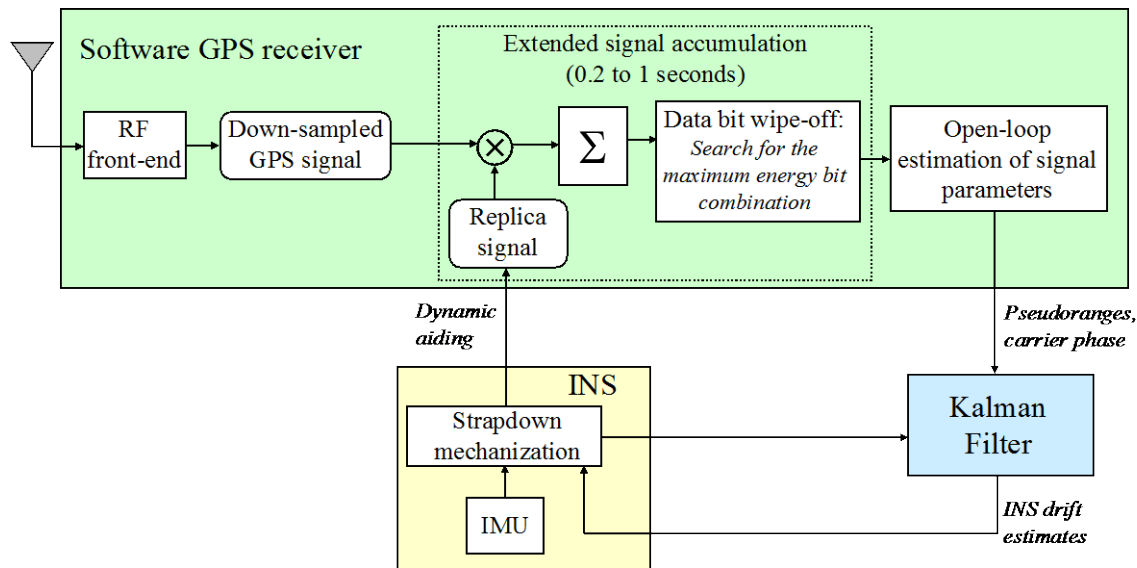 Software GPS receiver
Extended signal accumulation
(0.2 to 1 seconds)
RF
front-end
Down-sampled
GPS signal
Σ
Data bit wipe-off:
Search for the
maximum energy bit
combination
Open-loop
estimation of signal
parameters
Replica
signal
Dynamic
aiding
Pseudoranges,
carrier phase
INS
Strapdown
mechanization
Kalman
Filter
IMU
INS drift
estimates